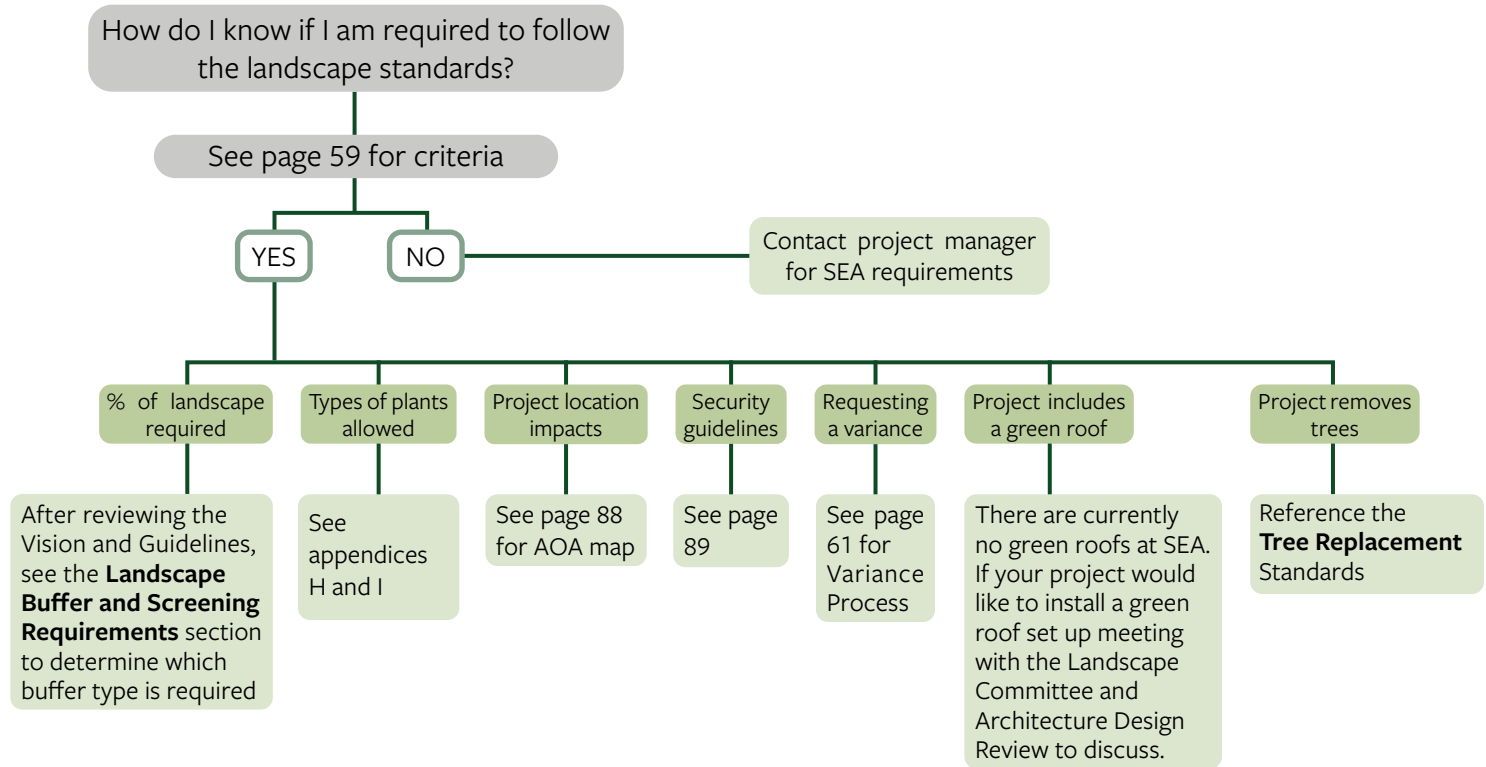 How do I know if I am required to follow
the landscape standards?
See page 59 for criteria
YES
NO
Contact project manager
for SEA requirements
% of landscape
required
After reviewing the
Vision and Guidelines,
see the Landscape
Buffer and Screening
Requirements section
to determine which
buffer type is required
Types of plants
allowed
See
appendices
H and I
Project location
impacts
See page 88
for AOA map
Security
guidelines
See page
89
Requesting
a variance
See page
61 for
Variance
Process
Project includes
a green roof
There are currently
no green roofs at SEA.
If your project would
like to install a green
roof set up meeting
with the Landscape
Committee and
Architecture Design
Review to discuss.
Project removes
trees
Reference the
Tree Replacement
Standards